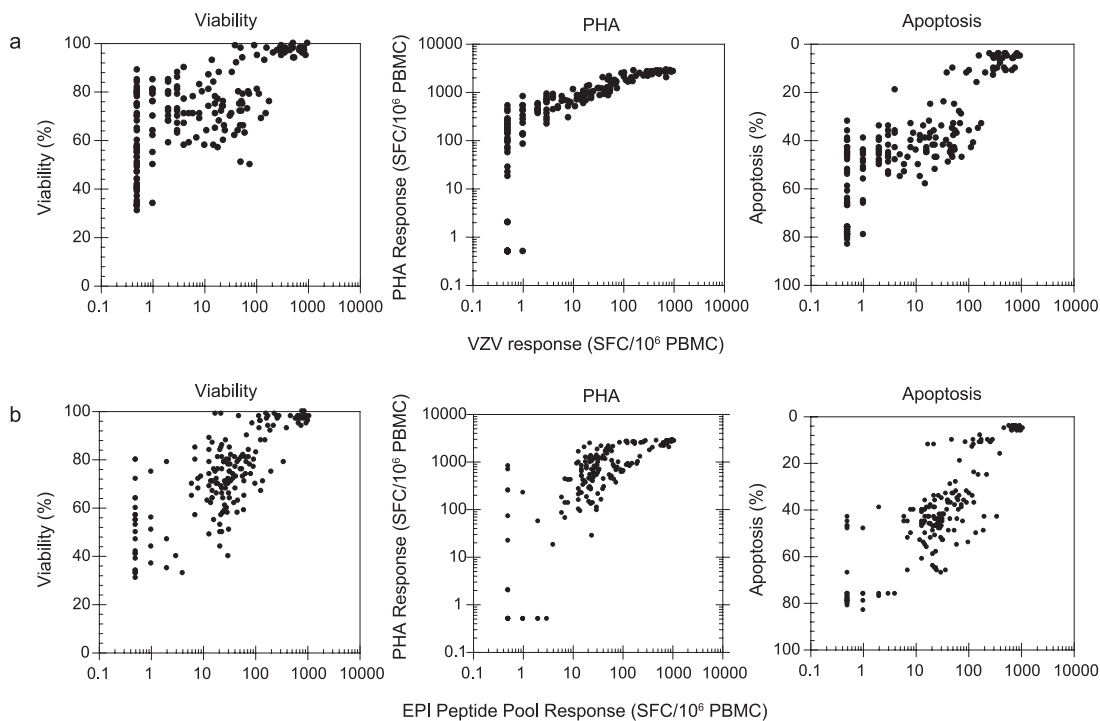 a
Viability
Viability (%)
100
80
60
40
20
0
0.1 1 10 100 1000 10000
PHA
PHA Response (SFC/10⁶ PBMC)
10000
1000
100
10
1
0.1
0.1 1 10 100 1000 10000
Apoptosis
Apoptosis (%)
0
20
40
60
80
100
0.1 1 10 100 1000 10000
VZV response (SFC/10⁶ PBMC)
b
Viability
Viability (%)
100
80
60
40
20
0
0.1 1 10 100 1000 10000
PHA
PHA Response (SFC/10⁶ PBMC)
10000
1000
100
10
1
0.1
0.1 1 10 100 1000 10000
Apoptosis
Apoptosis (%)
0
20
40
60
80
100
0.1 1 10 100 1000 10000
EPI Peptide Pool Response (SFC/10⁶ PBMC)